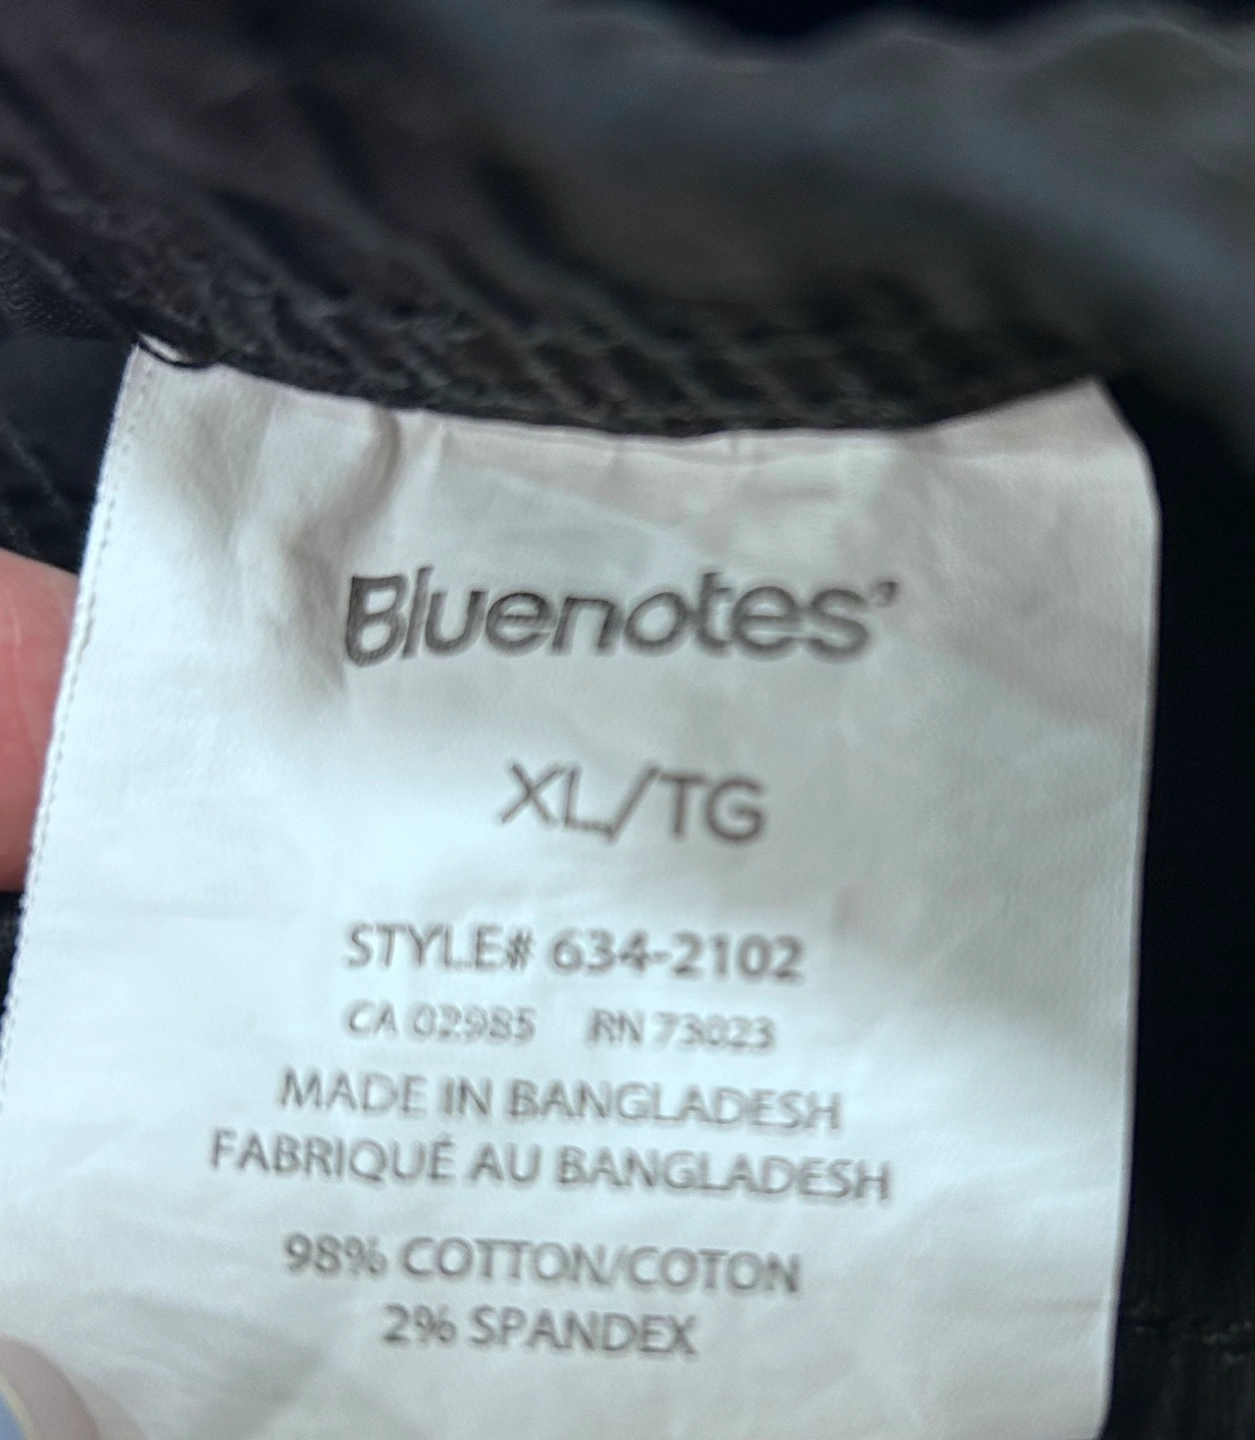 Bluenotes'
XL/TG
STYLE# 634-2102
CA 02985 RN 73023
MADE IN BANGLADESH
FABRIQUÉ AU BANGLADESH
98% COTTON/COTON
2% SPANDEX